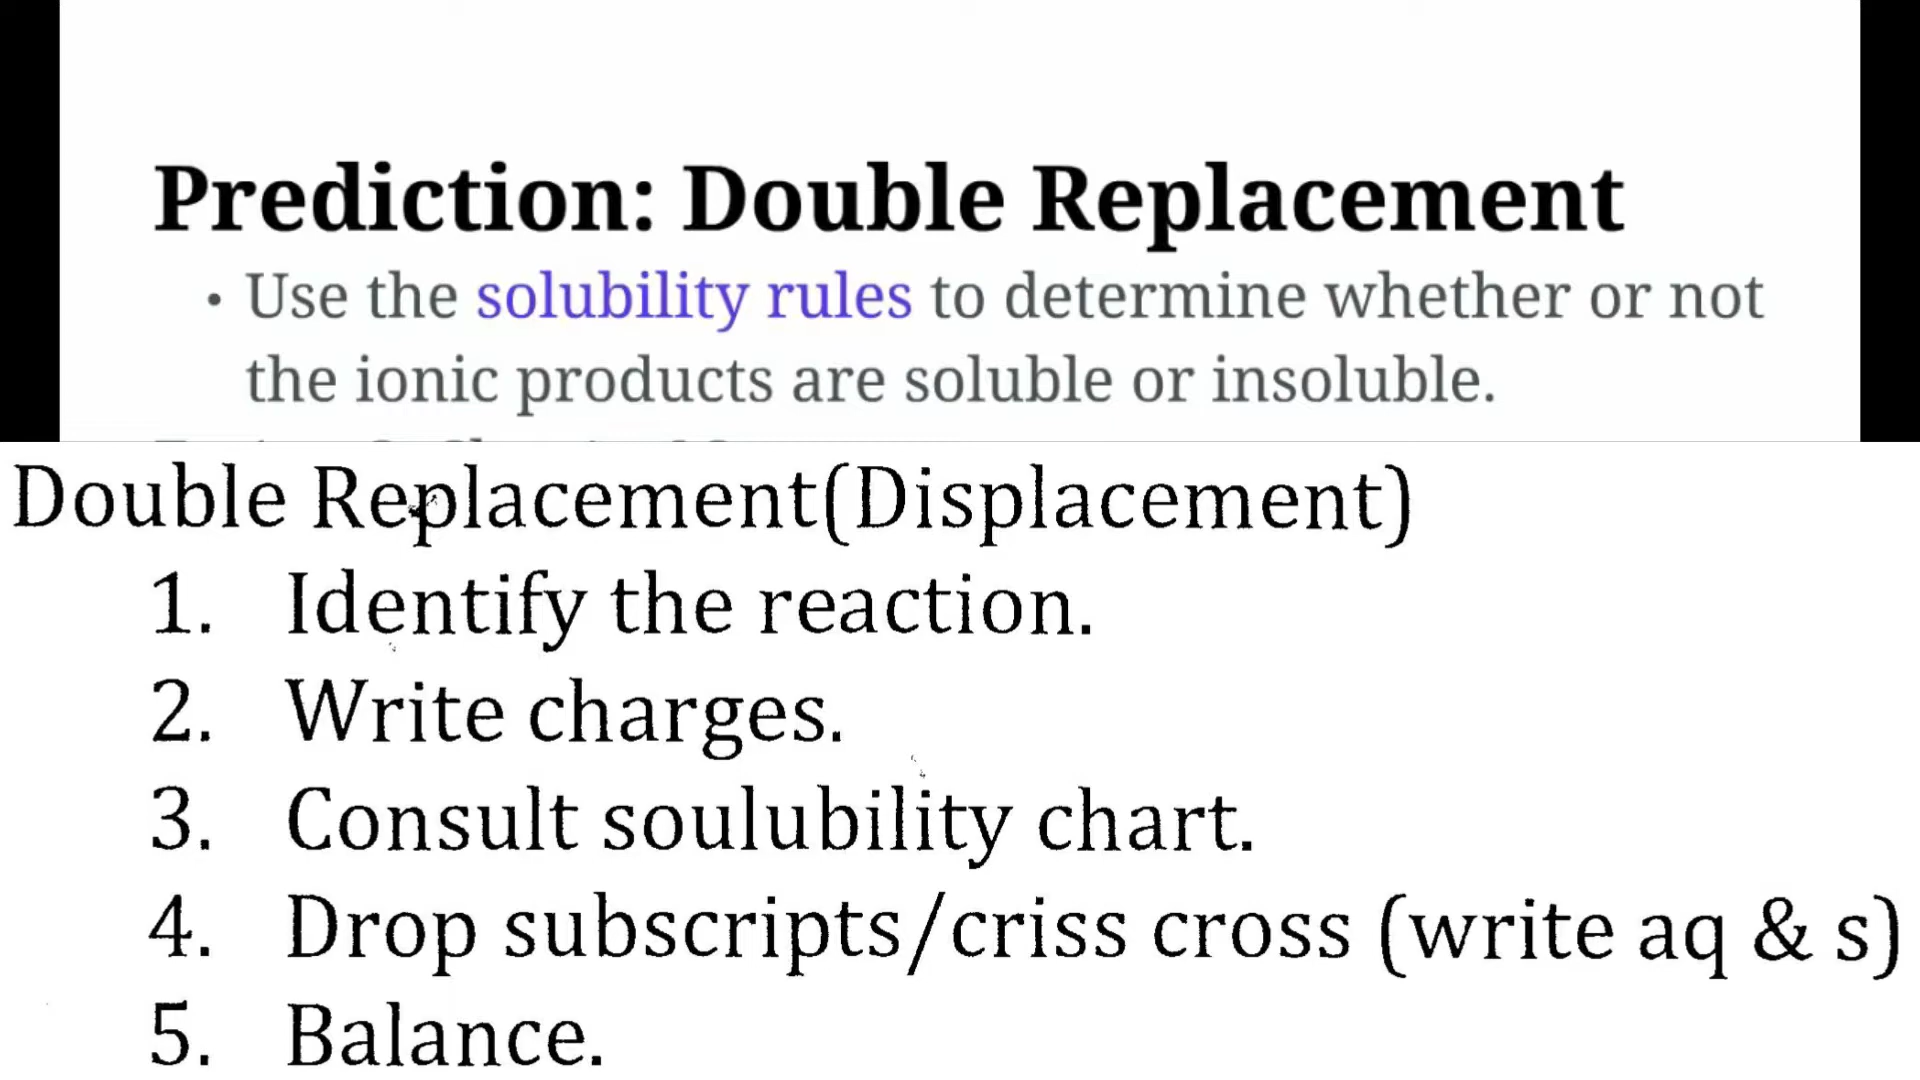 Prediction: Double Replacement
• Use the solubility rules to determine whether or not
the ionic products are soluble or insoluble.
Double Replacement(Displacement)
1. Identify the reaction.
2. Write charges.
3. Consult soulubility chart.
4. Drop subscripts/criss cross (write aq & s)
5. Balance.